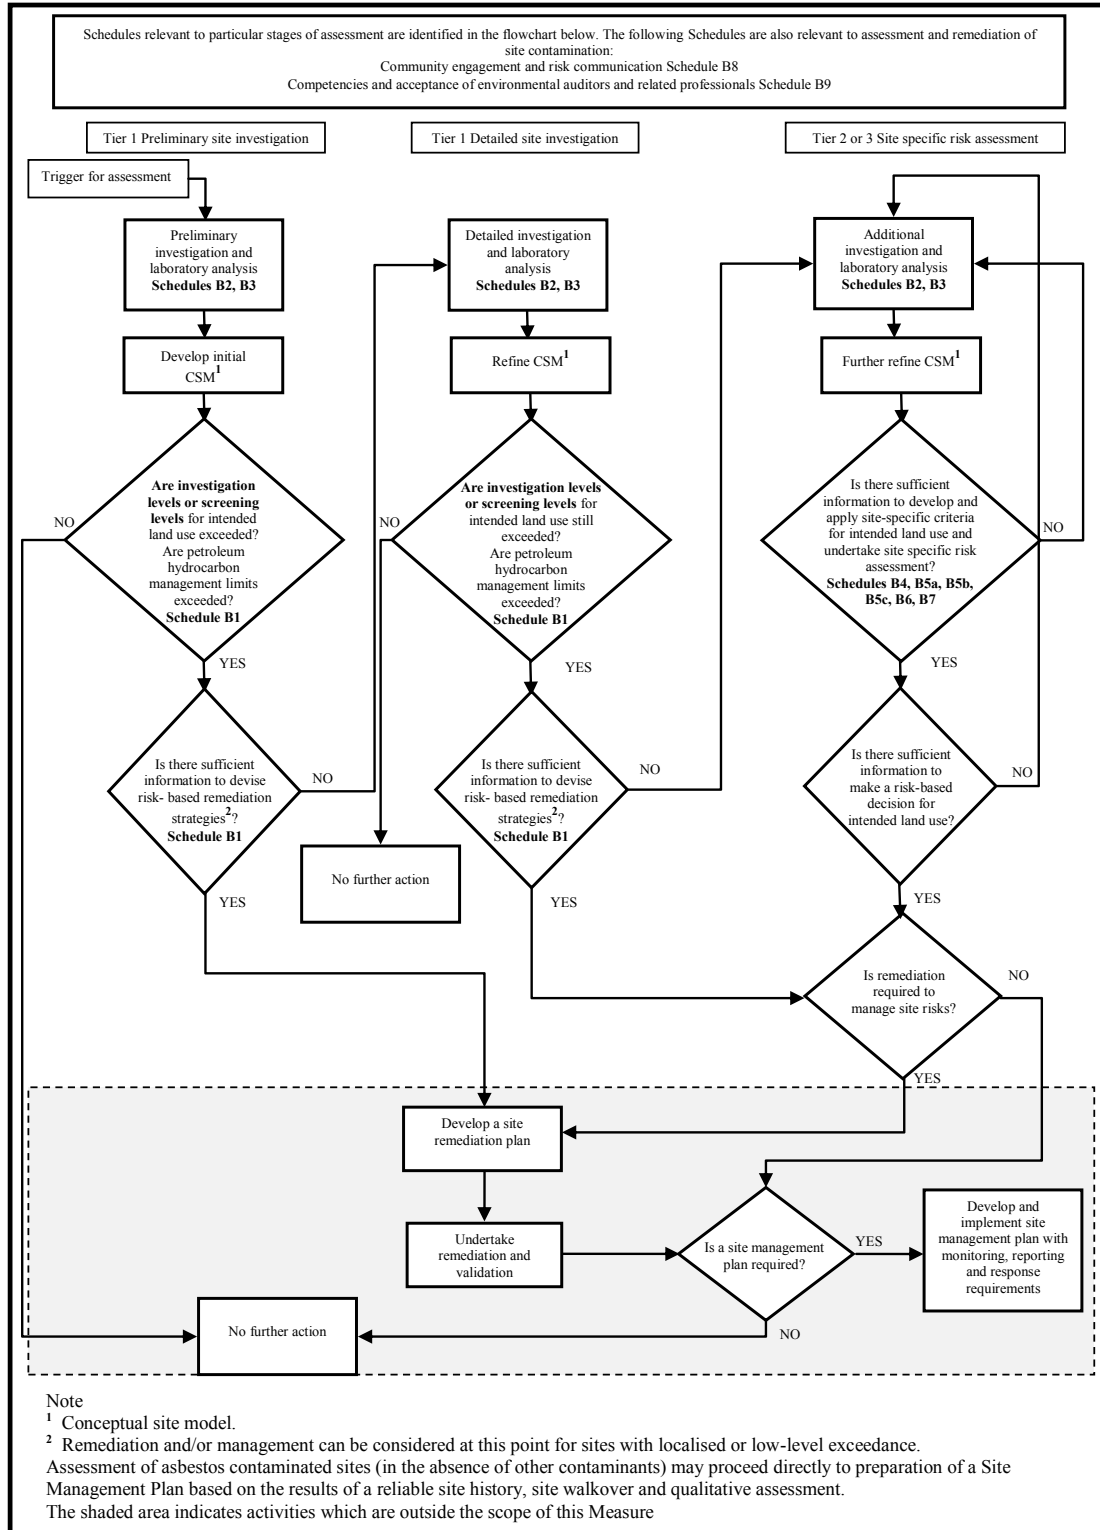 Schedules relevant to particular stages of assessment are identified in the flowchart below. The following Schedules are also relevant to assessment and remediation of
site contamination:
Community engagement and risk communication Schedule B8
Competencies and acceptance of environmental auditors and related professionals Schedule B9
Tier 1 Preliminary site investigation
Tier 1 Detailed site investigation
Tier 2 or 3 Site specific risk assessment
Trigger for assessment
Preliminary
investigation and
laboratory analysis
Schedules B2, B3
Detailed investigation
and laboratory
analysis
Schedules B2, B3
Additional
investigation and
laboratory analysis
Schedules B2, B3
Develop initial
CSM1
Refine CSM1
Further refine CSM1
Are investigation
levels or screening
levels for intended
land use exceeded?
Are petroleum
hydrocarbon
management limits
exceeded?
Schedule B1
NO
YES
Are investigation levels
or screening levels for
intended land use still
exceeded?
Are petroleum
hydrocarbon
management limits
exceeded?
Schedule B1
NO
YES
Is there sufficient
information to develop and
apply site-specific criteria
for intended land use and
undertake site specific risk
assessment?
Schedules B4, B5a, B5b,
B5c, B6, B7
NO
YES
Is there sufficient
information to devise
risk- based remediation
strategies2?
Schedule B1
NO
YES
Is there sufficient
information to devise
risk- based remediation
strategies2?
Schedule B1
NO
YES
Is there sufficient
information to
make a risk-based
decision for
intended land use?
NO
YES
No further action
Is remediation
required to
manage site risks?
NO
YES
Develop a site
remediation plan
Undertake
remediation and
validation
Is a site management
plan required?
YES
NO
Develop and
implement site
management plan with
monitoring, reporting
and response
requirements
No further action
Note
1 Conceptual site model.
2 Remediation and/or management can be considered at this point for sites with localised or low-level exceedance.
Assessment of asbestos contaminated sites (in the absence of other contaminants) may proceed directly to preparation of a Site
Management Plan based on the results of a reliable site history, site walkover and qualitative assessment.
The shaded area indicates activities which are outside the scope of this Measure